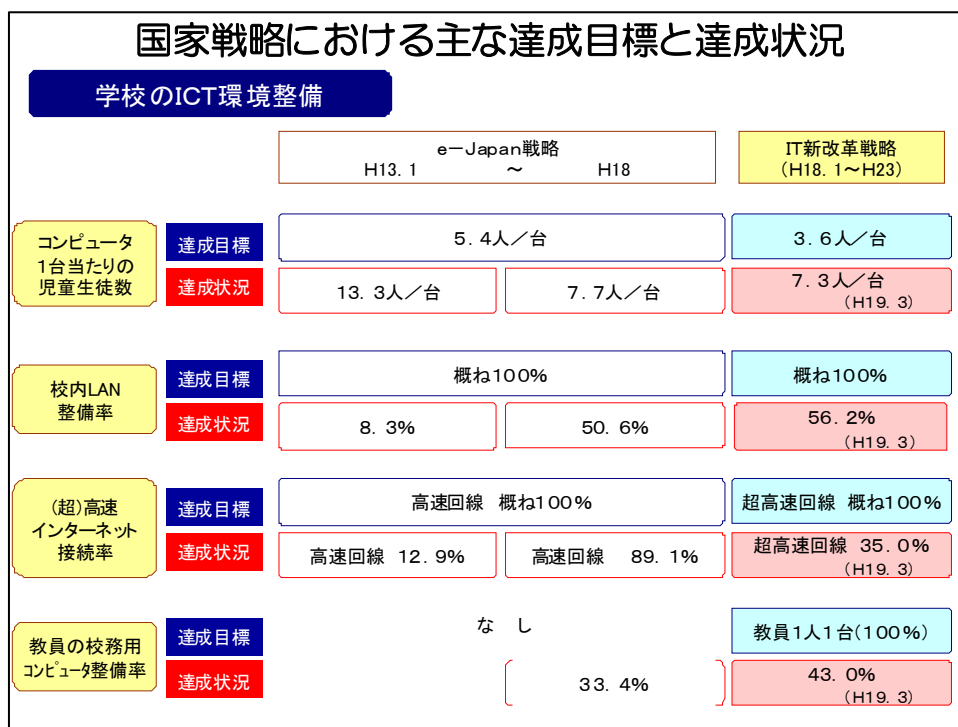 国家戦略における主な達成目標と達成状況
学校のICT環境整備
e－Japan戦略
H13．1 ～ H18
IT新改革戦略
（H18．1～H23）
コンピュータ
1台当たりの
児童生徒数
達成目標
5．4人／台
3．6人／台
達成状況
13．3人／台
7．7人／台
7．3人／台
（H19．3）
校内LAN
整備率
達成目標
概ね100％
概ね100％
達成状況
8．3％
50．6％
56．2％
（H19．3）
(超)高速
インターネット
接続率
達成目標
高速回線 概ね100％
超高速回線 概ね100％
達成状況
高速回線 12．9％
高速回線 89．1％
超高速回線 35．0％
（H19．3）
教員の校務用
コンピュータ整備率
達成目標
な し
教員1人1台(100％)
達成状況
33．4％
43．0％
（H19．3）